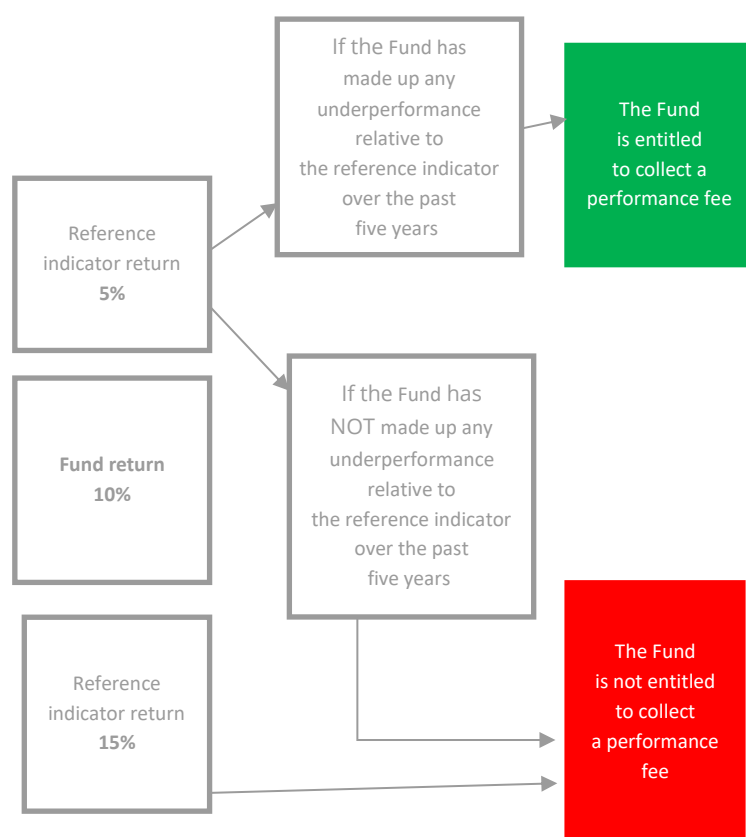 If the Fund has
made up any
underperformance
relative to
the reference indicator
over the past
five years
The Fund
is entitled
to collect a
performance fee
Reference
indicator return
5%
If the Fund has
NOT made up any
underperformance
relative to
the reference indicator
over the past
five years
Fund return
10%
Reference
indicator return
15%
The Fund
is not entitled
to collect
a performance
fee